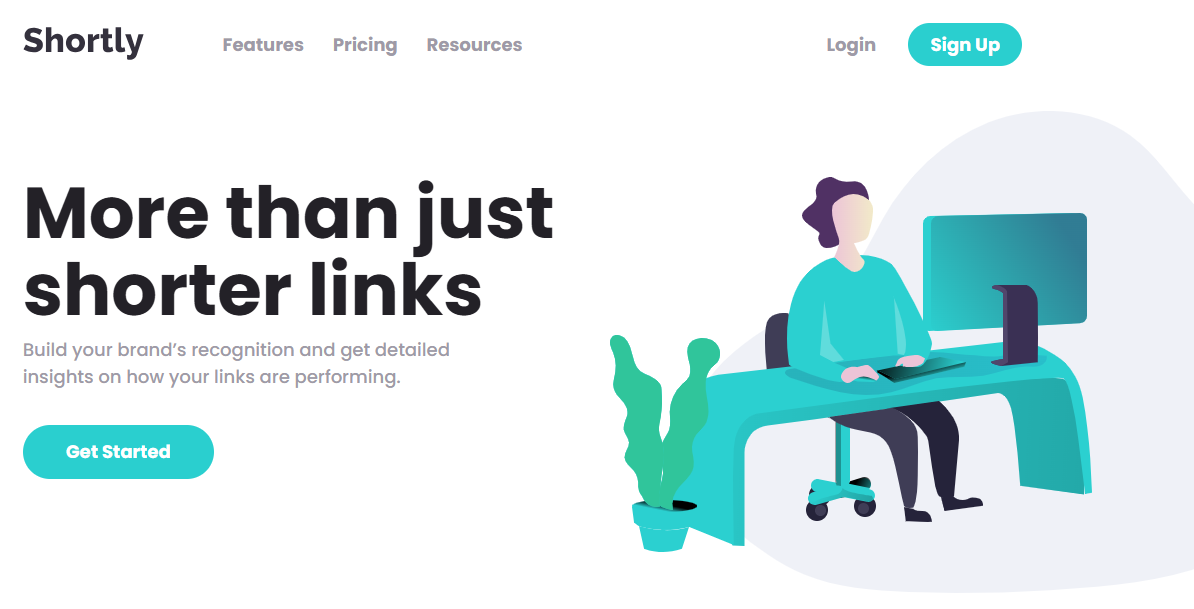 Shortly Features Pricing Resources Login Sign Up
More than just
shorter links
Build your brand’s recognition and get detailed
insights on how your links are performing.
Get Started